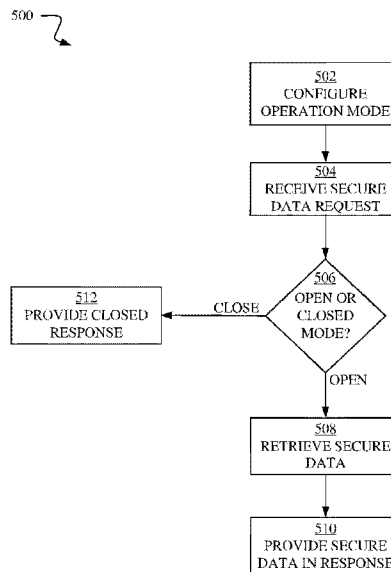 500
502
CONFIGURE
OPERATION MODE
504
RECEIVE SECURE
DATA REQUEST
506
OPEN OR
CLOSED
MODE?
CLOSE
512
PROVIDE CLOSED
RESPONSE
OPEN
508
RETRIEVE SECURE
DATA
510
PROVIDE SECURE
DATA IN RESPONSE